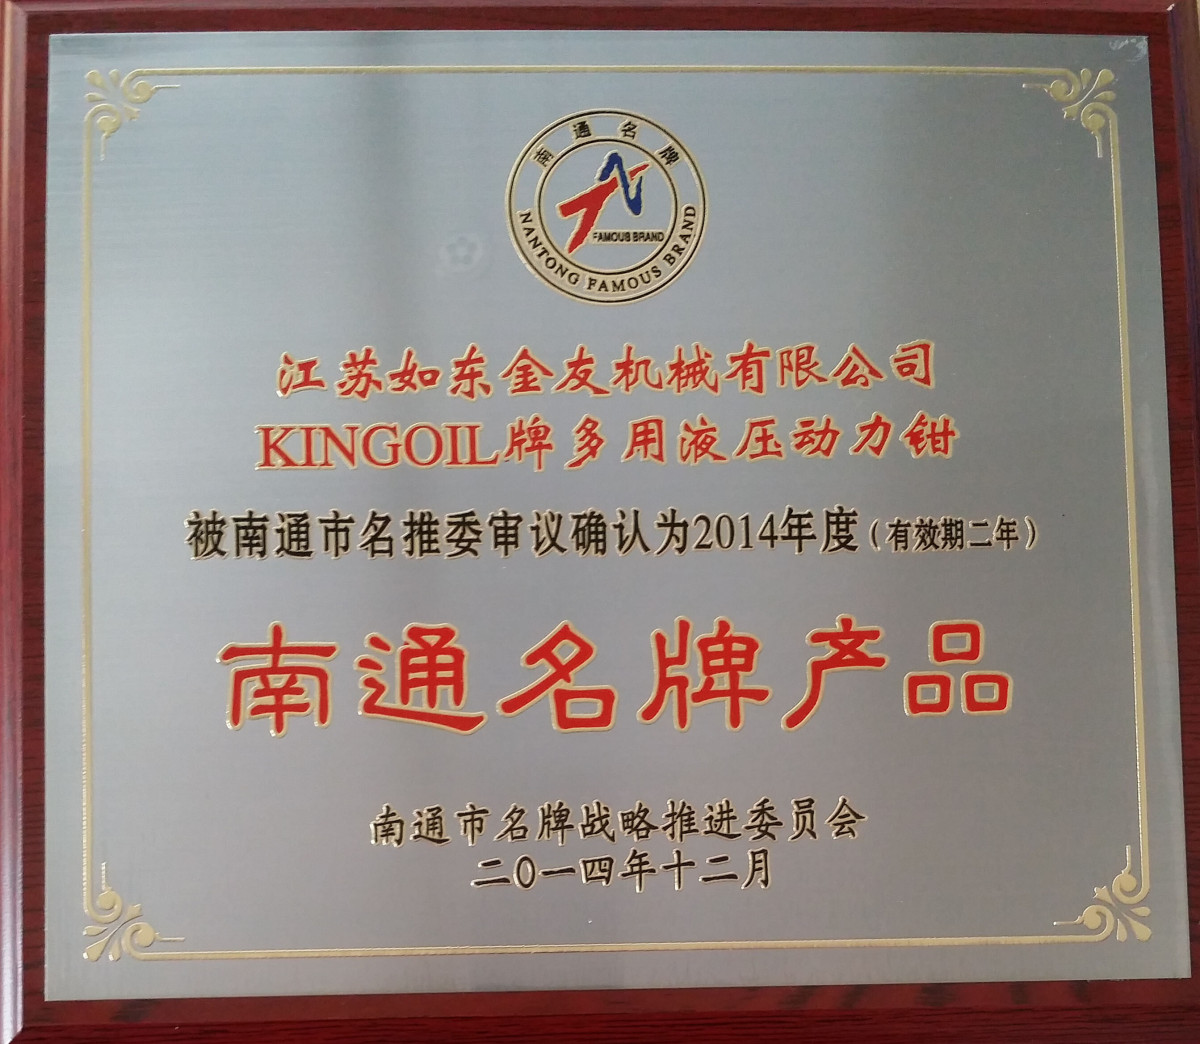 南通名牌
FAMOUS BRAND
NANTONG FAMOUS BRAND
江苏如东金友机械有限公司
KINGOIL牌多用液压动力钳
被南通市名推委审议确认为2014年度(有效期二年)
南通名牌产品
南通市名牌战略推进委员会
二〇一四年十二月